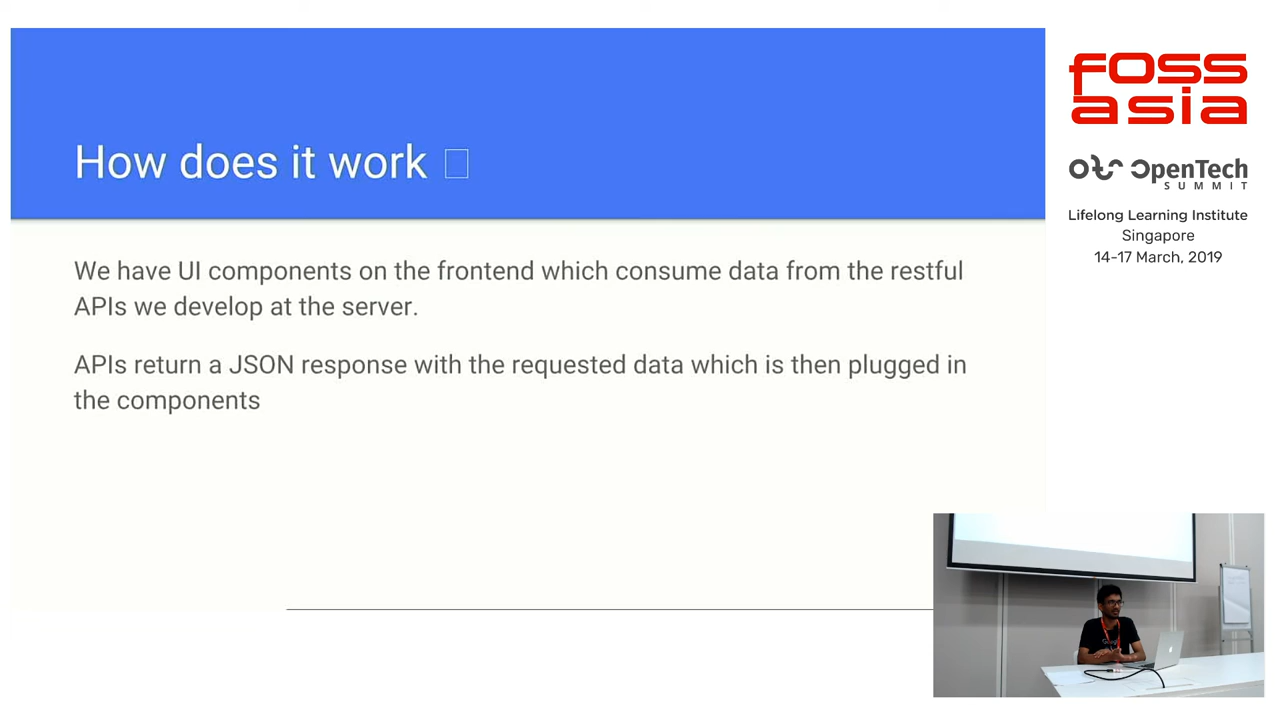 How does it work
We have UI components on the frontend which consume data from the restful
APIs we develop at the server.
APIs return a JSON response with the requested data which is then plugged in
the components
foss
asia
OpenTech
SUMMIT
Lifelong Learning Institute
Singapore
14-17 March, 2019